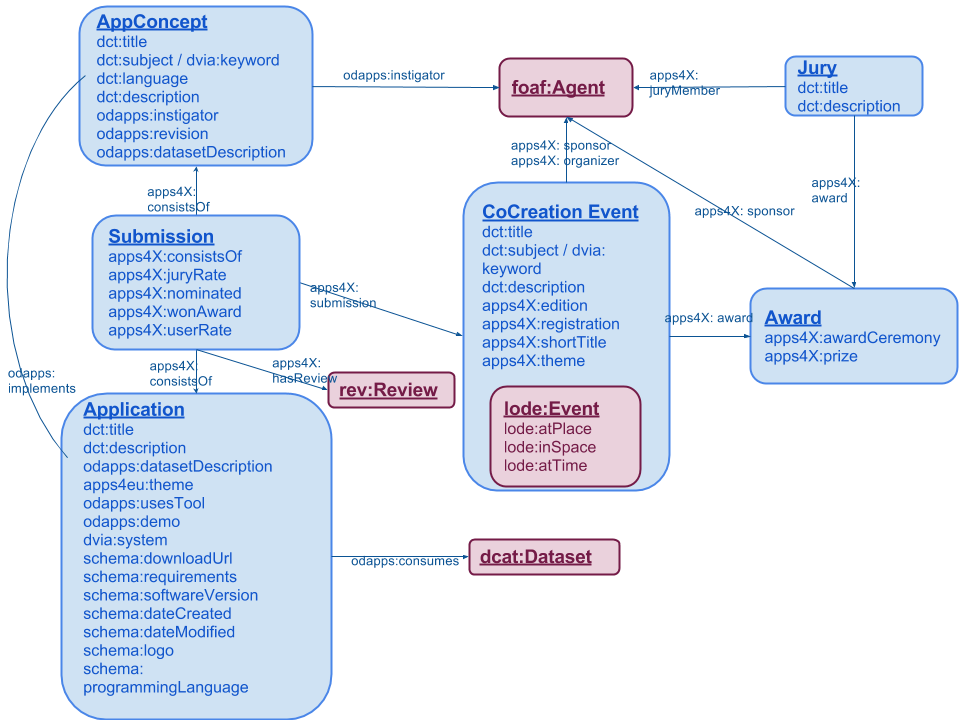 AppConcept
dct:title
dct:subject / dvia:keyword
dct:language
dct:description
odapps:instigator
odapps:revision
odapps:datasetDescription
odapps:instigator
foaf:Agent
apps4X:
juryMember
Jury
dct:title
dct:description
apps4X: sponsor
apps4X: organizer
apps4X:
award
apps4X: sponsor
apps4X:
consistsOf
Submission
apps4X:consistsOf
apps4X:juryRate
apps4X:nominated
apps4X:wonAward
apps4X:userRate
apps4X:
submission
CoCreation Event
dct:title
dct:subject / dvia:
keyword
dct:description
apps4X:edition
apps4X:registration
apps4X:shortTitle
apps4X:theme
lode:Event
lode:atPlace
lode:inSpace
lode:atTime
apps4X: award
Award
apps4X:awardCeremony
apps4X:prize
odapps:
implements
apps4X:
consistsOf
apps4X:
hasReview
rev:Review
Application
dct:title
dct:description
odapps:datasetDescription
apps4eu:theme
odapps:usesTool
odapps:demo
dvia:system
schema:downloadUrl
schema:requirements
schema:softwareVersion
schema:dateCreated
schema:dateModified
schema:logo
schema:
programmingLanguage
odapps:consumes
dcat:Dataset